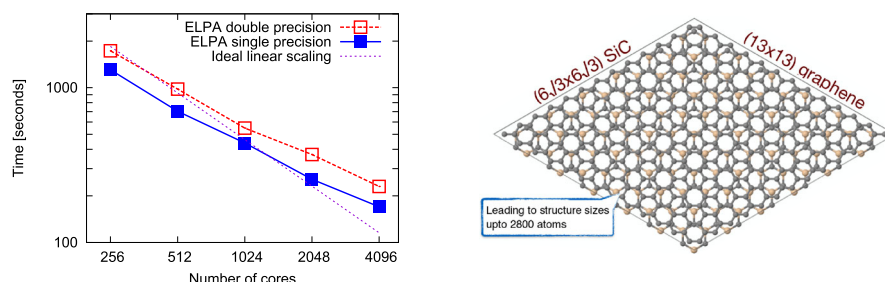 ELPA double precision
ELPA single precision
Ideal linear scaling
Time [seconds]
1000
100
256 512 1024 2048 4096
Number of cores
(6√3x6√3) SiC
(13x13) graphene
Leading to structure sizes
upto 2800 atoms